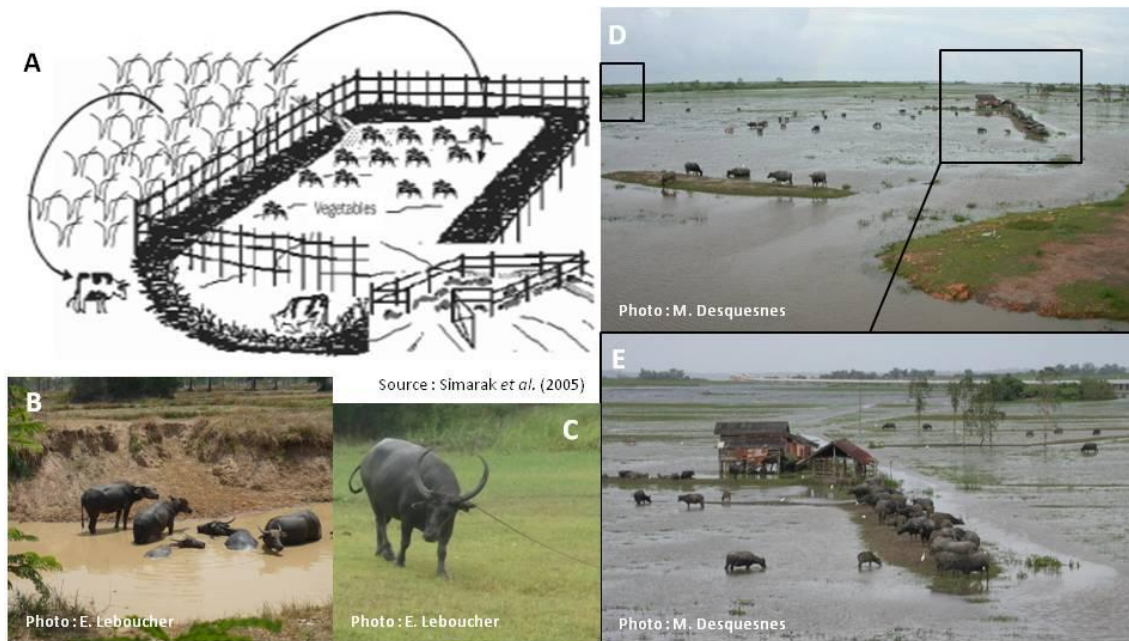 A
Vegetables
Source : Simarak et al. (2005)
B
Photo : E. Leboucher
C
Photo : E. Leboucher
D
Photo : M. Desquesnes
E
Photo : M. Desquesnes